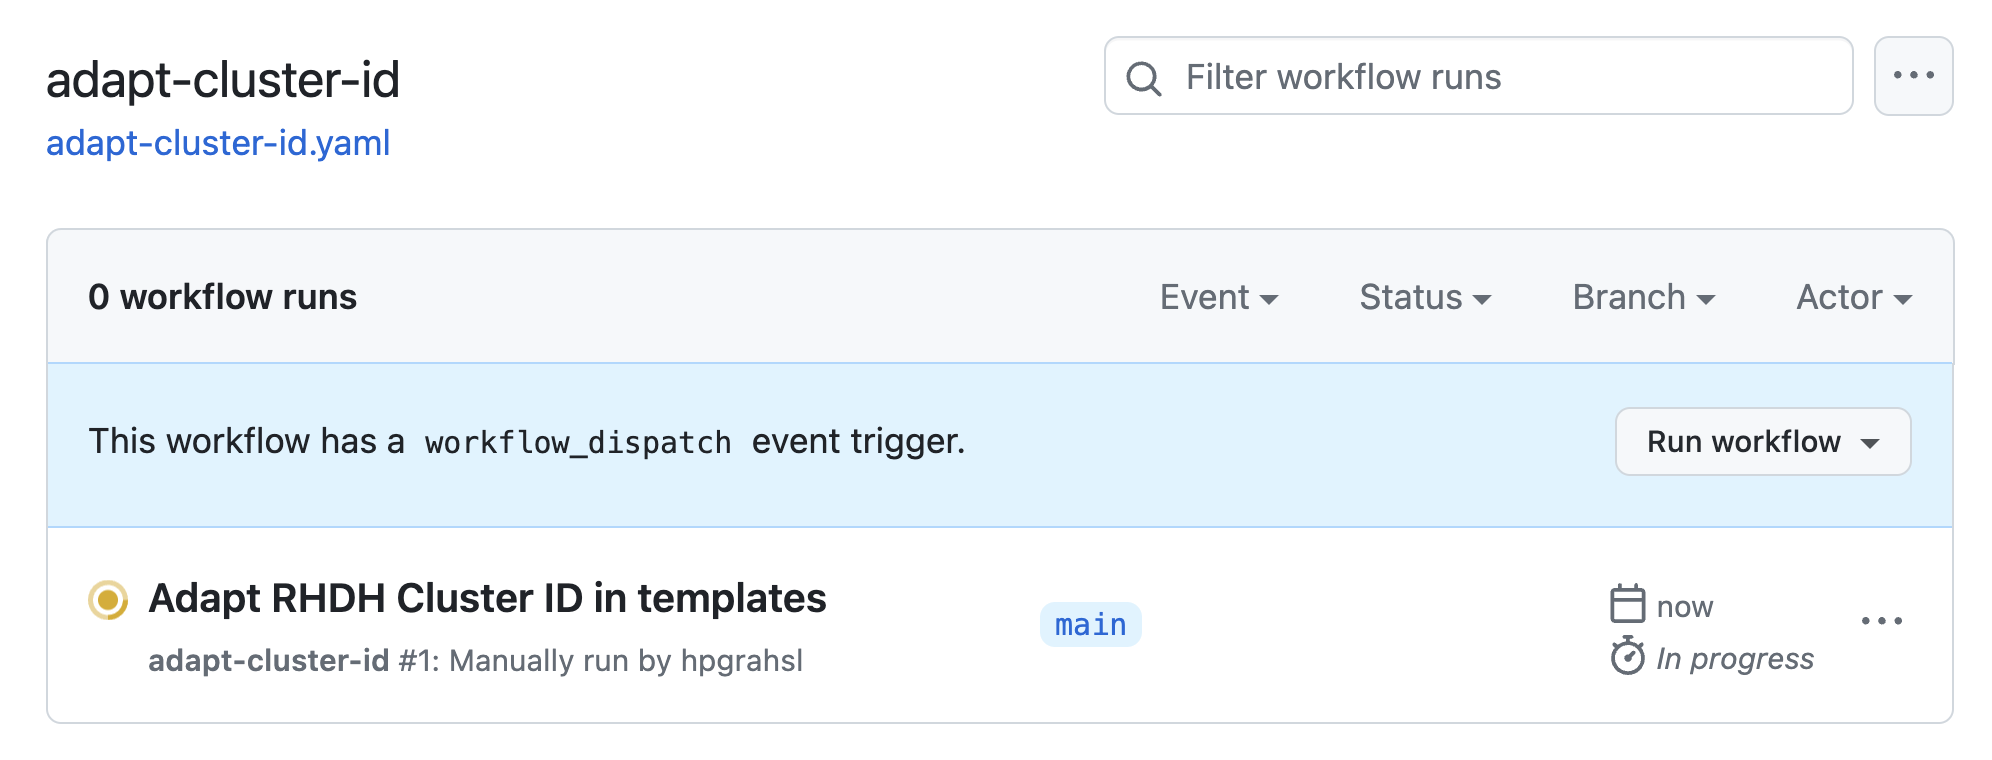 adapt-cluster-id
adapt-cluster-id.yaml
Filter workflow runs
0 workflow runs
Event
Status
Branch
Actor
This workflow has a workflow_dispatch event trigger.
Run workflow
Adapt RHDH Cluster ID in templates
adapt-cluster-id #1: Manually run by hpgrahsl
main
now
In progress